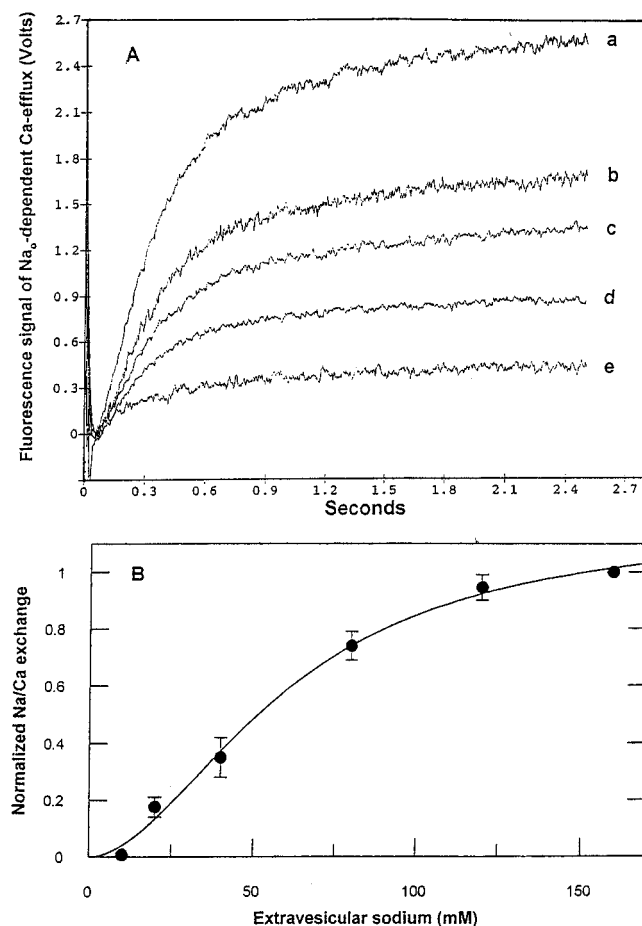 A
Fluorescence signal of Naₒ-dependent Ca-efflux (Volts)
2.7
2.4
2.1
1.8
1.5
1.2
0.9
0.6
0.3
0
a
b
c
d
e
0 0.3 0.6 0.9 1.2 1.5 1.8 2.1 2.4 2.7
Seconds
B
Normalized Na/Ca exchange
1
0.8
0.6
0.4
0.2
0
0 50 100 150
Extravesicular sodium (mM)